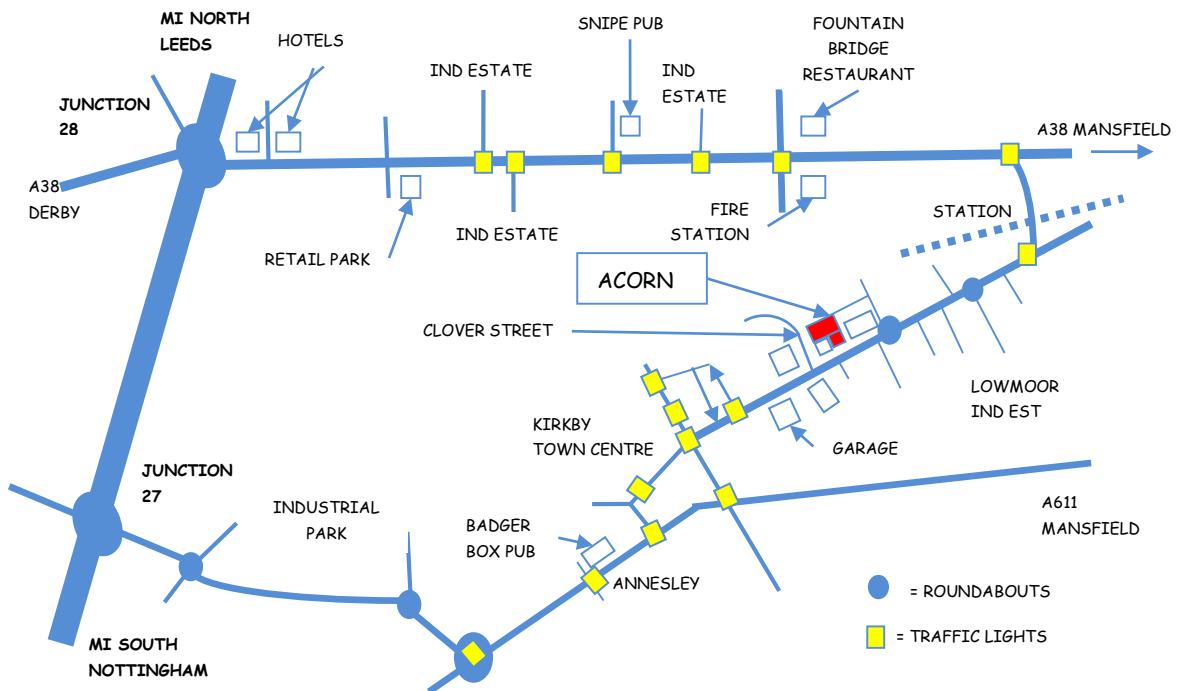 MI NORTH
LEEDS
HOTELS
SNIPE PUB
FOUNTAIN
BRIDGE
RESTAURANT
IND ESTATE
IND
ESTATE
JUNCTION
28
A38 MANSFIELD
A38
DERBY
STATION
FIRE
STATION
IND ESTATE
RETAIL PARK
ACORN
CLOVER STREET
LOWMOOR
IND EST
KIRKBY
TOWN CENTRE
GARAGE
JUNCTION
27
INDUSTRIAL
PARK
A611
MANSFIELD
BADGER
BOX PUB
ANNESLEY
= ROUNDABOUTS
= TRAFFIC LIGHTS
MI SOUTH
NOTTINGHAM